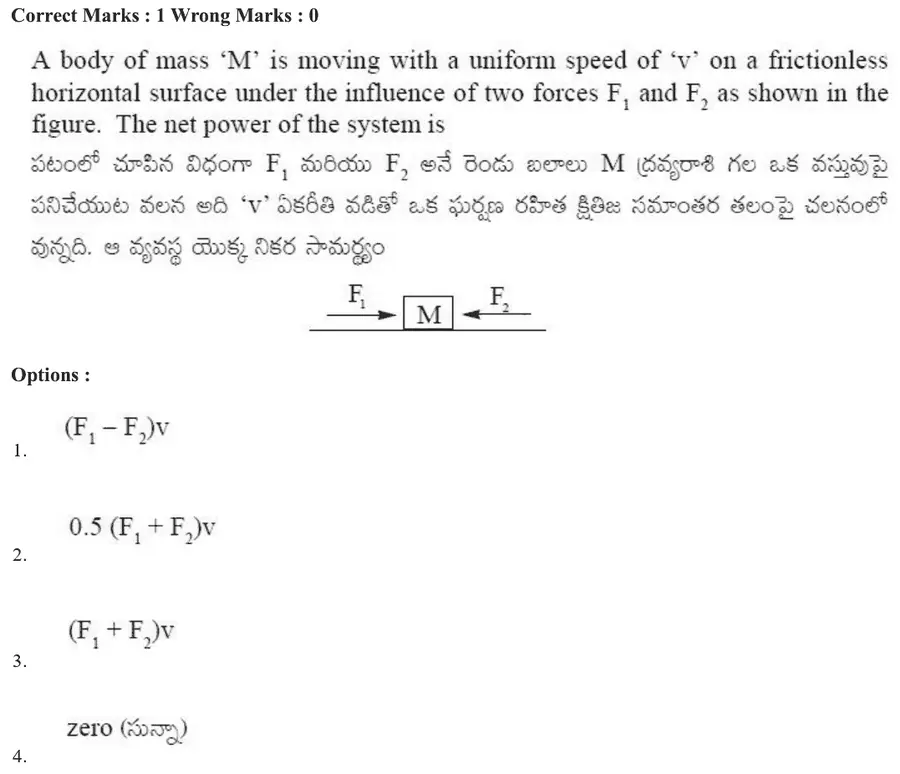 Correct Marks : 1 Wrong Marks : 0
A body of mass ‘M’ is moving with a uniform speed of ‘v’ on a frictionless
horizontal surface under the influence of two forces F₁ and F₂ as shown in the
figure. The net power of the system is
పటంలో చూపిన విధంగా F₁ మరియు F₂ అనే రెండు బలాలు M ద్రవ్యరాశి గల ఒక వస్తువుపై
పనిచేయుట వలన అది ‘v’ ఏకరీతి వడితో ఒక ఘర్షణ రహిత క్షితిజ సమాంతర తలంపై చలనంలో
వున్నది. ఆ వ్యవస్థ యొక్క నికర సామర్థ్యం
F₁ M F₂
Options :
1. (F₁ – F₂)v
2. 0.5 (F₁ + F₂)v
3. (F₁ + F₂)v
4. zero (సున్నా)